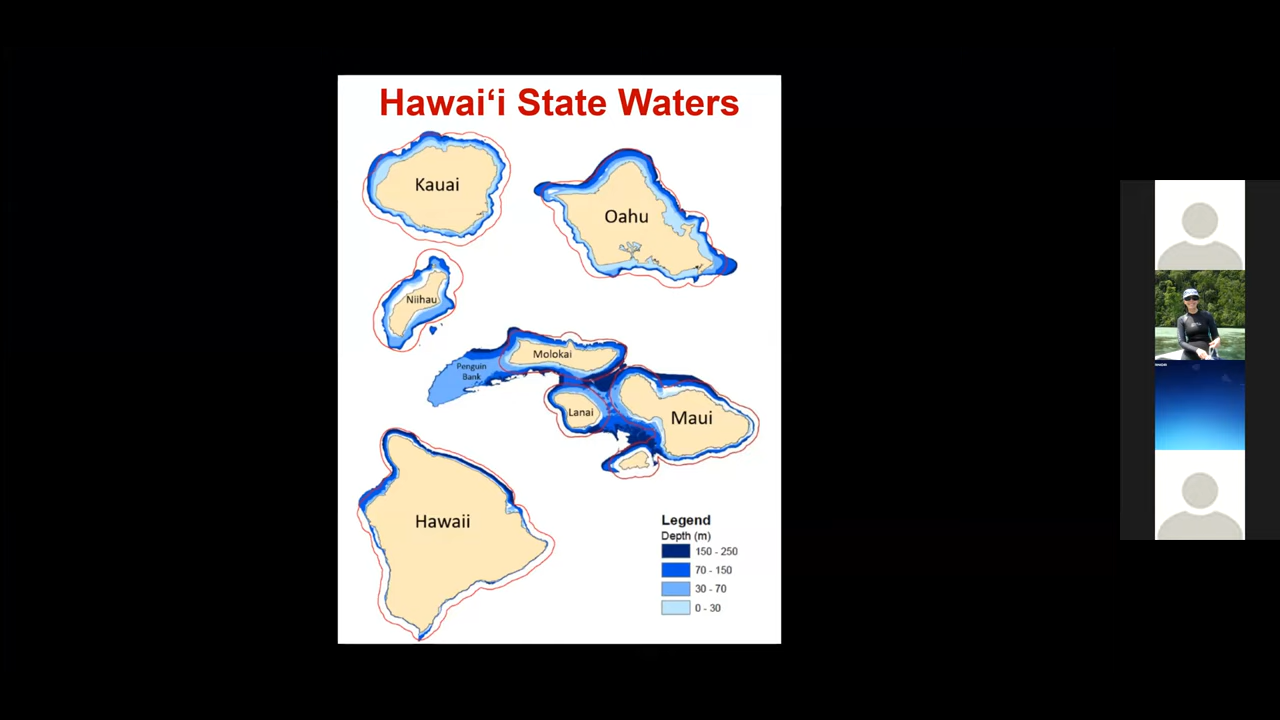 Hawai‘i State Waters
Kauai
Oahu
Niihau
Molokai
Penguin
Bank
Lanai
Maui
Hawaii
Legend
Depth (m)
150 - 250
70 - 150
30 - 70
0 - 30